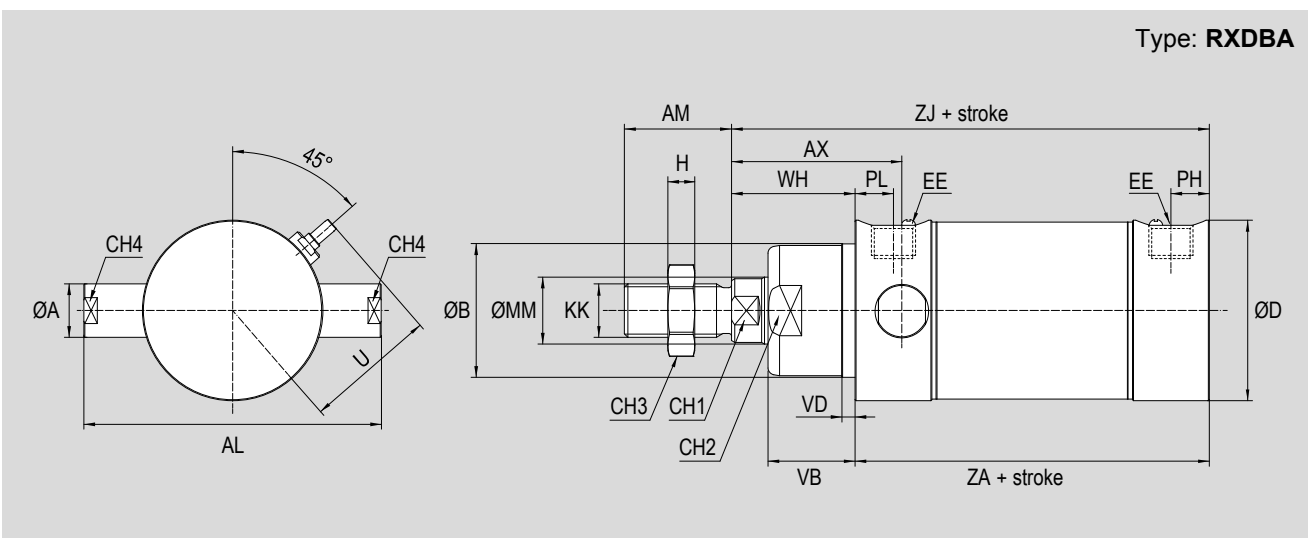 Type: RXDBA
AM
ZJ + stroke
45°
AX
H
WH
PL
EE
EE
PH
CH4
CH4
ØA
ØB
ØMM
KK
ØD
U
CH3
CH1
VD
AL
CH2
VB
ZA + stroke